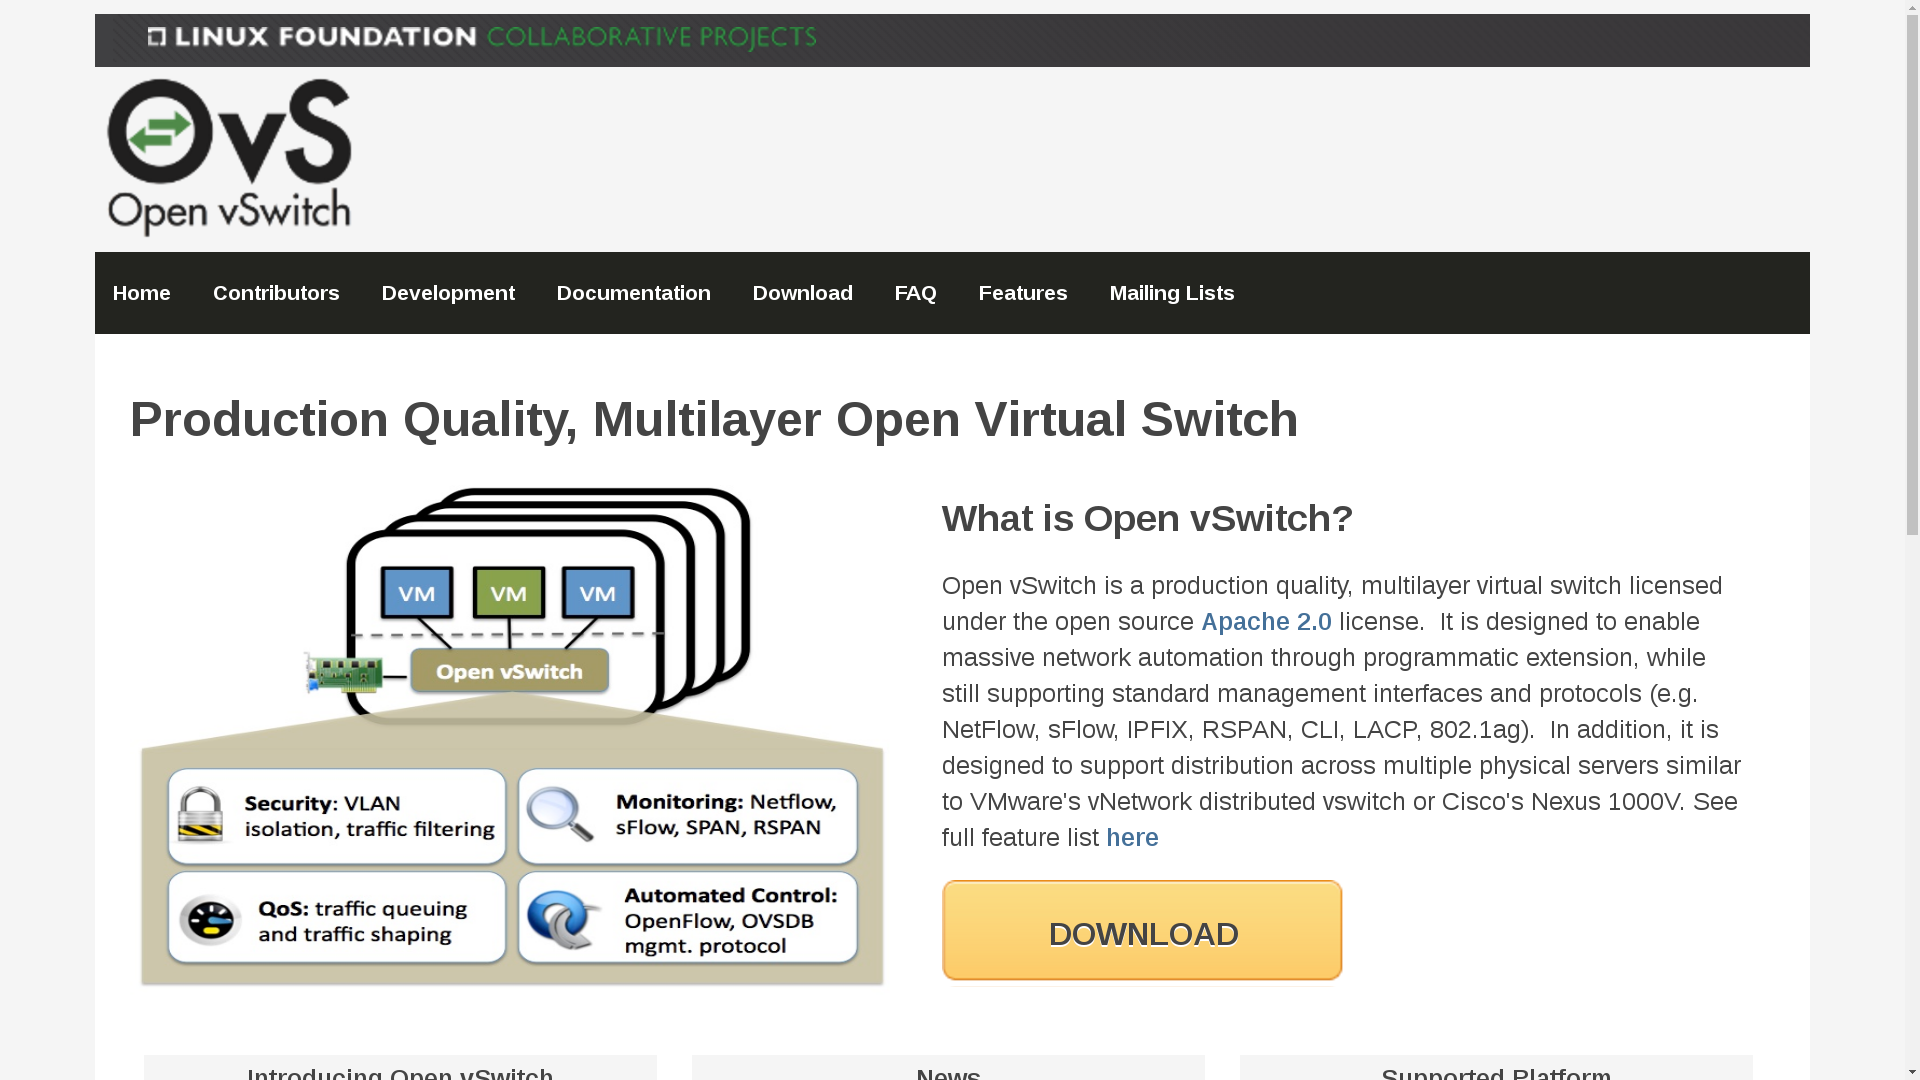 LINUX FOUNDATION COLLABORATIVE PROJECTS
OvS
Open vSwitch
Home Contributors Development Documentation Download FAQ Features Mailing Lists
Production Quality, Multilayer Open Virtual Switch
VM VM VM
Open vSwitch
Security: VLAN
isolation, traffic filtering
Monitoring: Netflow,
sFlow, SPAN, RSPAN
QoS: traffic queuing
and traffic shaping
Automated Control:
OpenFlow, OVSDB
mgmt. protocol
What is Open vSwitch?
Open vSwitch is a production quality, multilayer virtual switch licensed
under the open source Apache 2.0 license.  It is designed to enable
massive network automation through programmatic extension, while
still supporting standard management interfaces and protocols (e.g.
NetFlow, sFlow, IPFIX, RSPAN, CLI, LACP, 802.1ag).  In addition, it is
designed to support distribution across multiple physical servers similar
to VMware's vNetwork distributed vswitch or Cisco's Nexus 1000V. See
full feature list here
DOWNLOAD
Introducing Open vSwitch
News
Supported Platform